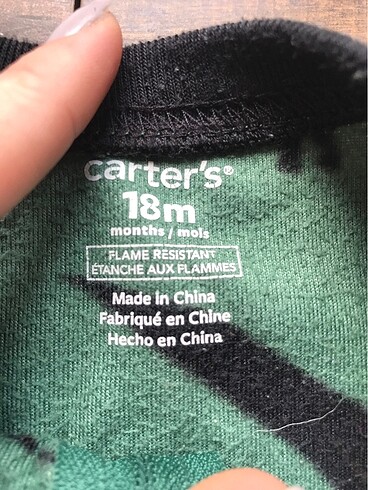 carter's®
18m
months / mois
FLAME RESISTANT
ÉTANCHE AUX FLAMMES
Made in China
Fabriqué en Chine
Hecho en China